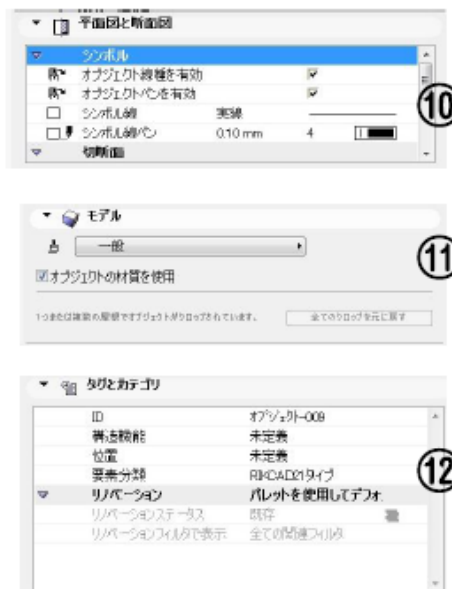 平面図と断面図
シンボル
オブジェクト線種を有効
オブジェクトペンを有効
シンボル線 実線
シンボル線ペン 0.10 mm 4
切断面
⑩
モデル
一般
⑪
オブジェクトの材質を使用
1つまたは複数の屋根でオブジェクトがクロップされています。 全てのクロップを元に戻す
タグとカテゴリ
ID オブジェクト-009
構造機能 未定義
位置 未定義
⑫
要素分類 RIKCAD21タイプ
リノベーション パレットを使用してデフォ
リノベーションステータス 既存
リノベーションフィルタで表示 全ての関連フィルタ